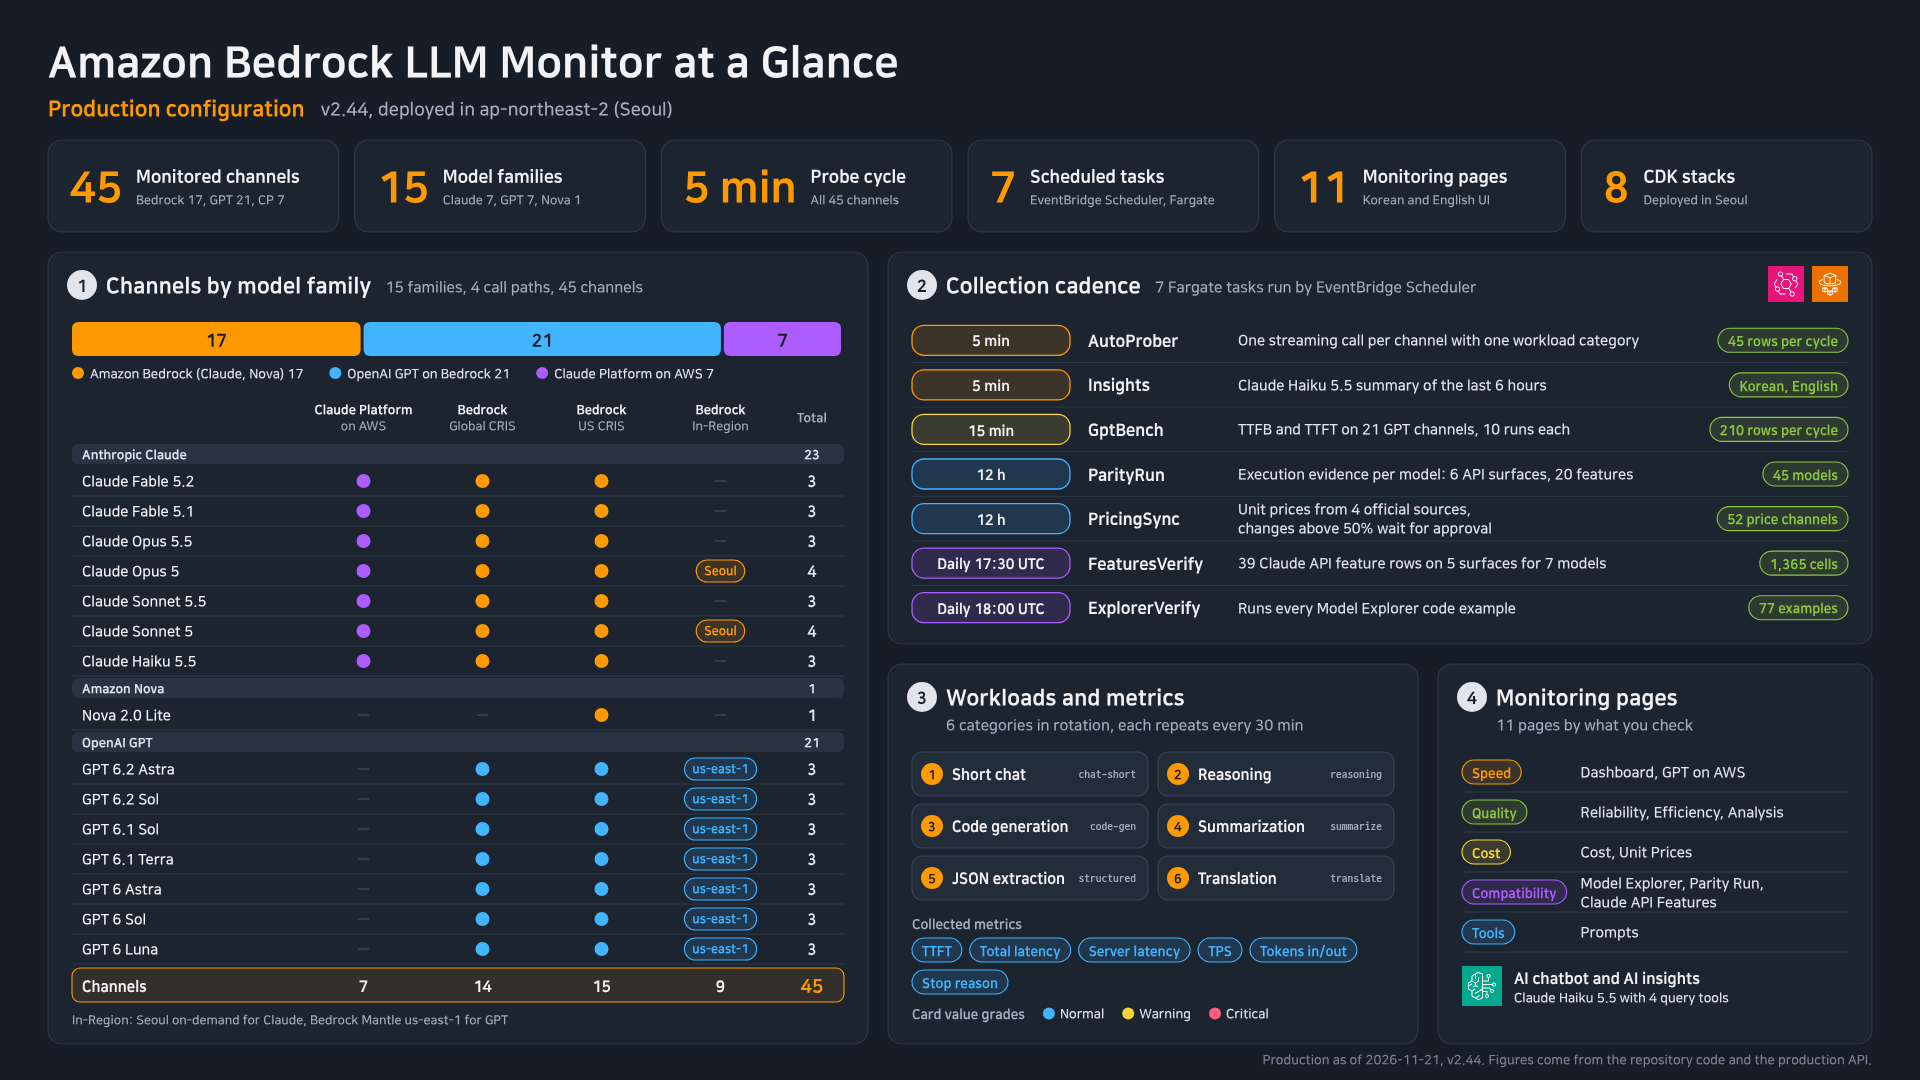 Amazon Bedrock LLM Monitor at a Glance
Production configuration v2.44, deployed in ap-northeast-2 (Seoul)
45 Monitored channels
Bedrock 17, GPT 21, CP 7
15 Model families
Claude 7, GPT 7, Nova 1
5 min Probe cycle
All 45 channels
7 Scheduled tasks
EventBridge Scheduler, Fargate
11 Monitoring pages
Korean and English UI
8 CDK stacks
Deployed in Seoul
1 Channels by model family 15 families, 4 call paths, 45 channels
17 21 7
Amazon Bedrock (Claude, Nova) 17 OpenAI GPT on Bedrock 21 Claude Platform on AWS 7
Claude Platform on AWS Bedrock Global CRIS Bedrock US CRIS Bedrock In-Region Total
Anthropic Claude 23
Claude Fable 5.2 — 3
Claude Fable 5.1 — 3
Claude Opus 5.5 — 3
Claude Opus 5 Seoul 4
Claude Sonnet 5.5 — 3
Claude Sonnet 5 Seoul 4
Claude Haiku 5.5 — 3
Amazon Nova 1
Nova 2.0 Lite — — — 1
OpenAI GPT 21
GPT 6.2 Astra — us-east-1 3
GPT 6.2 Sol — us-east-1 3
GPT 6.1 Sol — us-east-1 3
GPT 6.1 Terra — us-east-1 3
GPT 6 Astra — us-east-1 3
GPT 6 Sol — us-east-1 3
GPT 6 Luna — us-east-1 3
Channels 7 14 15 9 45
In-Region: Seoul on-demand for Claude, Bedrock Mantle us-east-1 for GPT
2 Collection cadence 7 Fargate tasks run by EventBridge Scheduler
5 min AutoProber One streaming call per channel with one workload category 45 rows per cycle
5 min Insights Claude Haiku 5.5 summary of the last 6 hours Korean, English
15 min GptBench TTFB and TTFT on 21 GPT channels, 10 runs each 210 rows per cycle
12 h ParityRun Execution evidence per model: 6 API surfaces, 20 features 45 models
12 h PricingSync Unit prices from 4 official sources,
changes above 50% wait for approval 52 price channels
Daily 17:30 UTC FeaturesVerify 39 Claude API feature rows on 5 surfaces for 7 models 1,365 cells
Daily 18:00 UTC ExplorerVerify Runs every Model Explorer code example 77 examples
3 Workloads and metrics
6 categories in rotation, each repeats every 30 min
1 Short chat chat-short 2 Reasoning reasoning
3 Code generation code-gen 4 Summarization summarize
5 JSON extraction structured 6 Translation translate
Collected metrics
TTFT Total latency Server latency TPS Tokens in/out
Stop reason
Card value grades Normal Warning Critical
4 Monitoring pages
11 pages by what you check
Speed Dashboard, GPT on AWS
Quality Reliability, Efficiency, Analysis
Cost Cost, Unit Prices
Compatibility Model Explorer, Parity Run,
Claude API Features
Tools Prompts
AI chatbot and AI insights
Claude Haiku 5.5 with 4 query tools
Production as of 2026-11-21, v2.44. Figures come from the repository code and the production API.